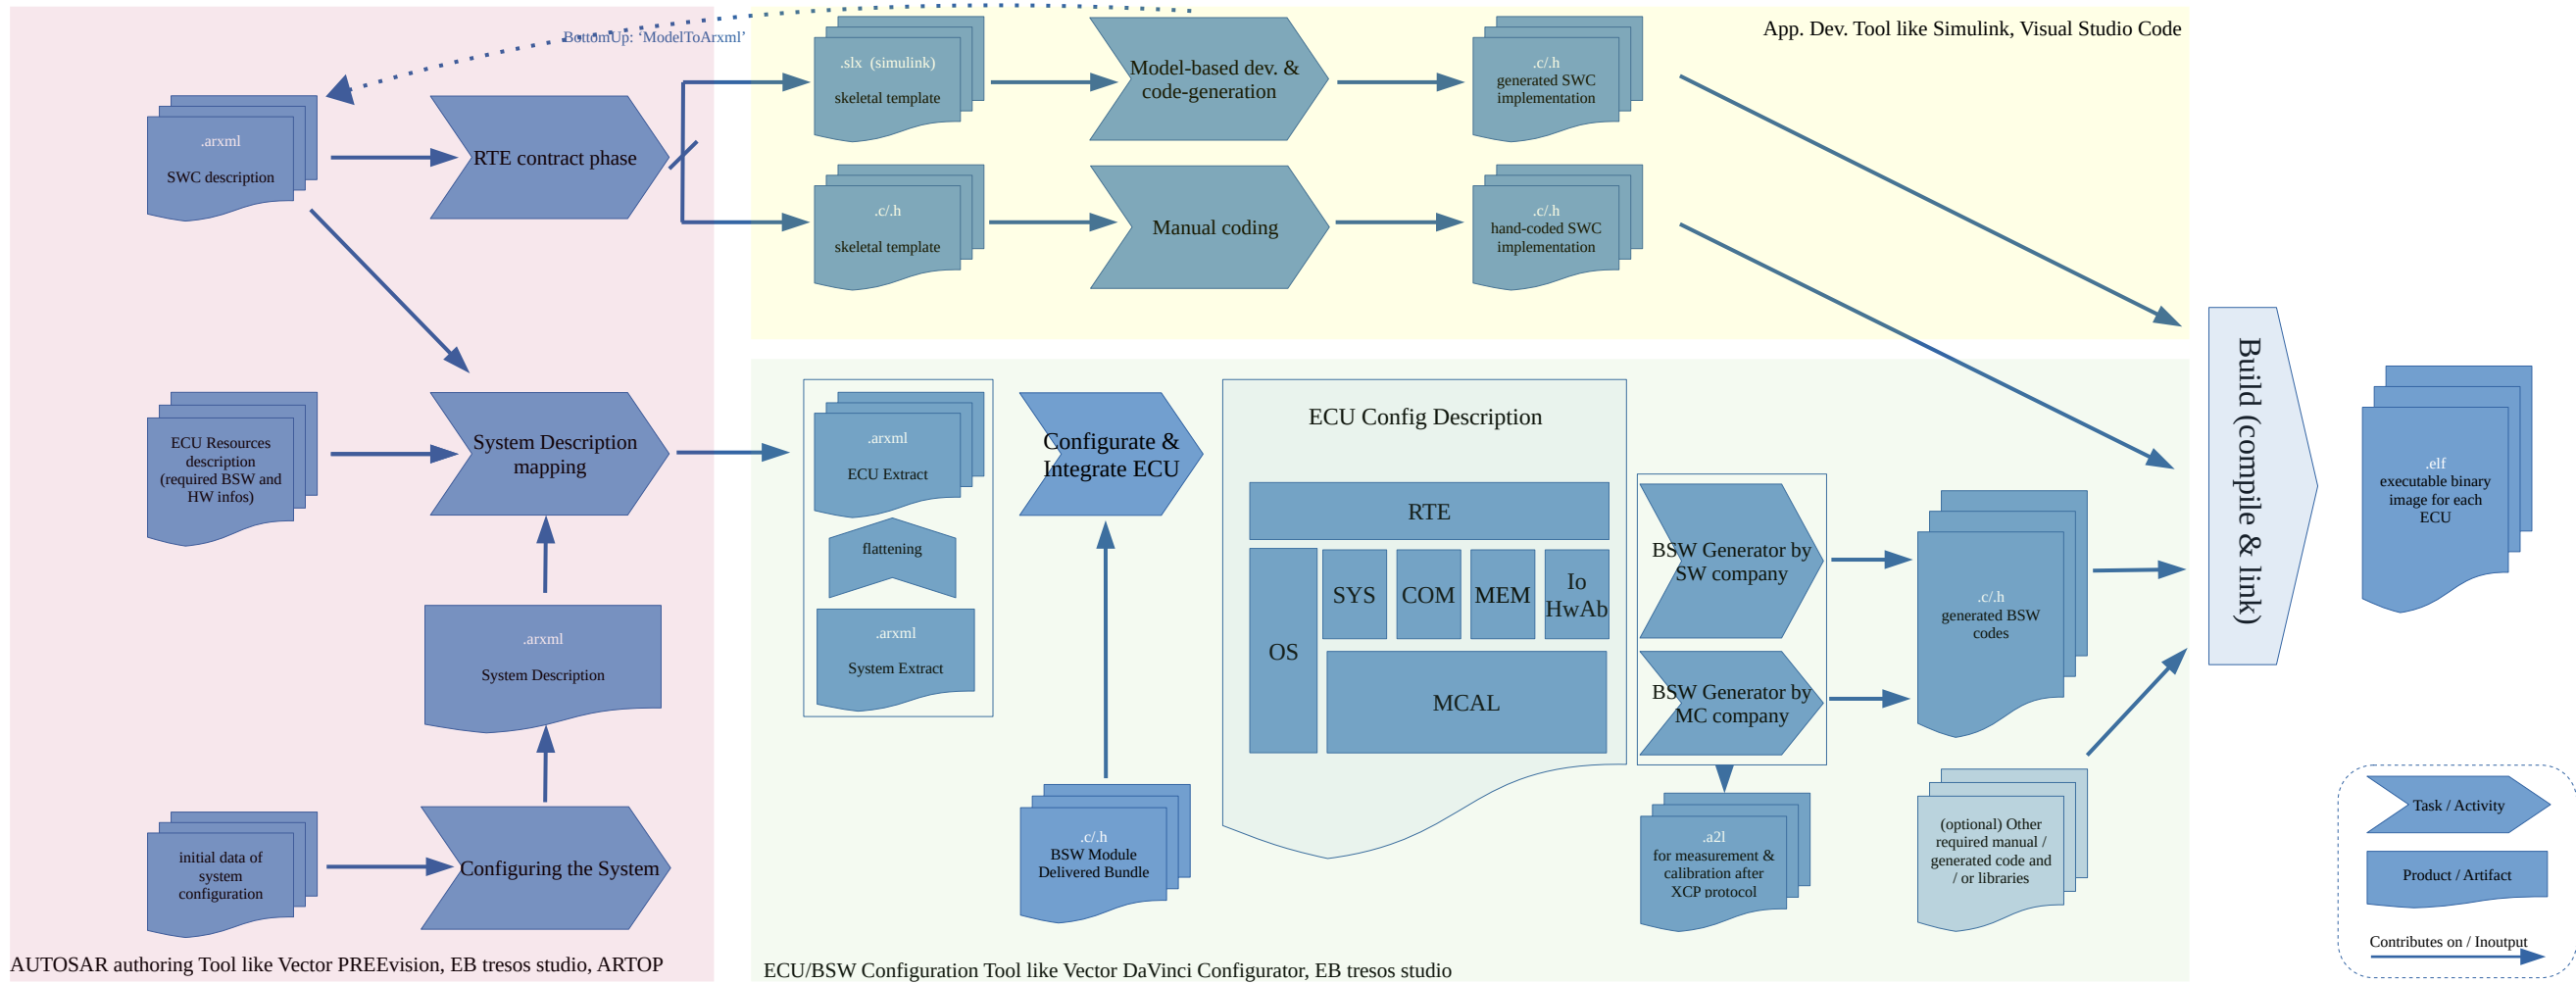 BottomUp: ‘ModelToArxml’
App. Dev. Tool like Simulink, Visual Studio Code
.arxml
SWC description
RTE contract phase
.slx (simulink)
skeletal template
Model-based dev. &
code-generation
.c/.h
generated SWC
implementation
.c/.h
skeletal template
Manual coding
.c/.h
hand-coded SWC
implementation
ECU Resources
description
(required BSW and
HW infos)
System Description
mapping
.arxml
System Description
initial data of
system
configuration
Configuring the System
AUTOSAR authoring Tool like Vector PREEvision, EB tresos studio, ARTOP
.arxml
ECU Extract
flattening
.arxml
System Extract
Configurate &
Integrate ECU
.c/.h
BSW Module
Delivered Bundle
ECU Config Description
RTE
OS
SYS
COM
MEM
Io
HwAb
MCAL
BSW Generator by
SW company
BSW Generator by
MC company
.a2l
for measurement &
calibration after
XCP protocol
.c/.h
generated BSW
codes
(optional) Other
required manual /
generated code and
/ or libraries
ECU/BSW Configuration Tool like Vector DaVinci Configurator, EB tresos studio
Build (compile & link)
.elf
executable binary
image for each
ECU
Task / Activity
Product / Artifact
Contributes on / Inoutput